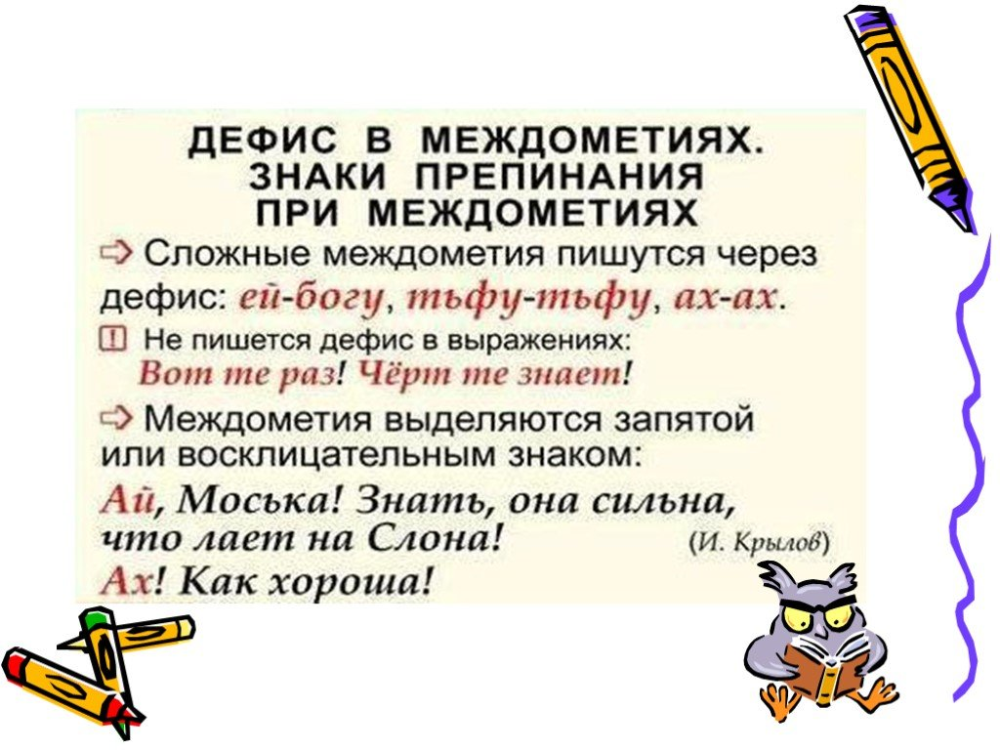 ДЕФИС В МЕЖДОМЕТИЯХ.
ЗНАКИ ПРЕПИНАНИЯ
ПРИ МЕЖДОМЕТИЯХ
Сложные междометия пишутся через
дефис: ей-богу, тьфу-тьфу, ах-ах.
! Не пишется дефис в выражениях:
Вот те раз! Чёрт те знает!
Междометия выделяются запятой
или восклицательным знаком:
Ай, Моська! Знать, она сильна,
что лает на Слона! (И. Крылов)
Ах! Как хороша!